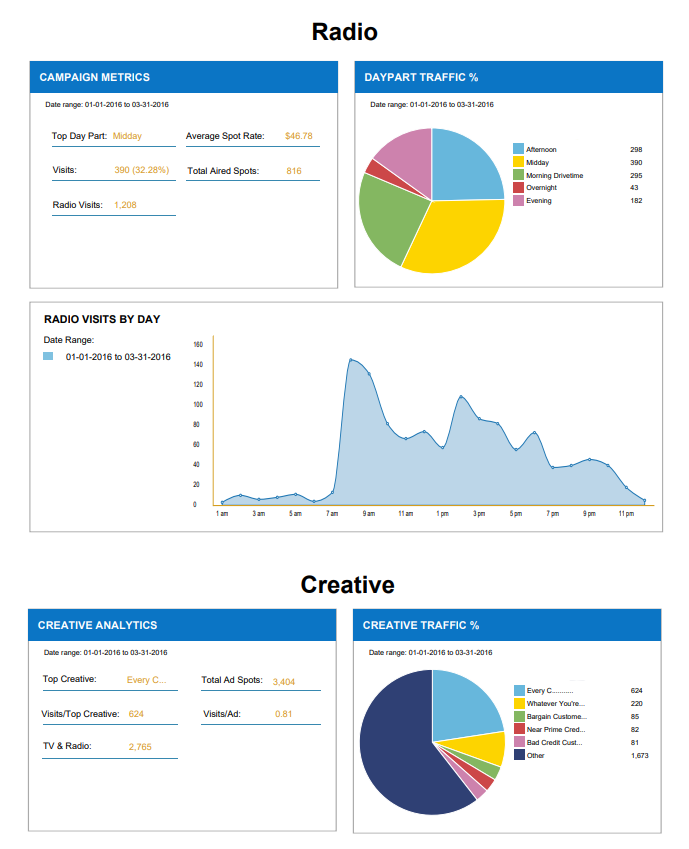 Radio
CAMPAIGN METRICS
Date range: 01-01-2016 to 03-31-2016
Top Day Part: Midday
Average Spot Rate: $46.78
Visits: 390 (32.28%)
Total Aired Spots: 816
Radio Visits: 1,208
DAYPART TRAFFIC %
Date range: 01-01-2016 to 03-31-2016
Afternoon 298
Midday 390
Morning Drivetime 295
Overnight 43
Evening 182
RADIO VISITS BY DAY
Date Range:
01-01-2016 to 03-31-2016
160
140
120
100
80
60
40
20
0
1 am 3 am 5 am 7 am 9 am 11 am 1 pm 3 pm 5 pm 7 pm 9 pm 11 pm
Creative
CREATIVE ANALYTICS
Date range: 01-01-2016 to 03-31-2016
Top Creative: Every C...
Total Ad Spots: 3,404
Visits/Top Creative: 624
Visits/Ad: 0.81
TV & Radio: 2,765
CREATIVE TRAFFIC %
Date range: 01-01-2016 to 03-31-2016
Every C........... 624
Whatever You're... 220
Bargain Custome... 85
Near Prime Cred... 82
Bad Credit Cust... 81
Other 1,673